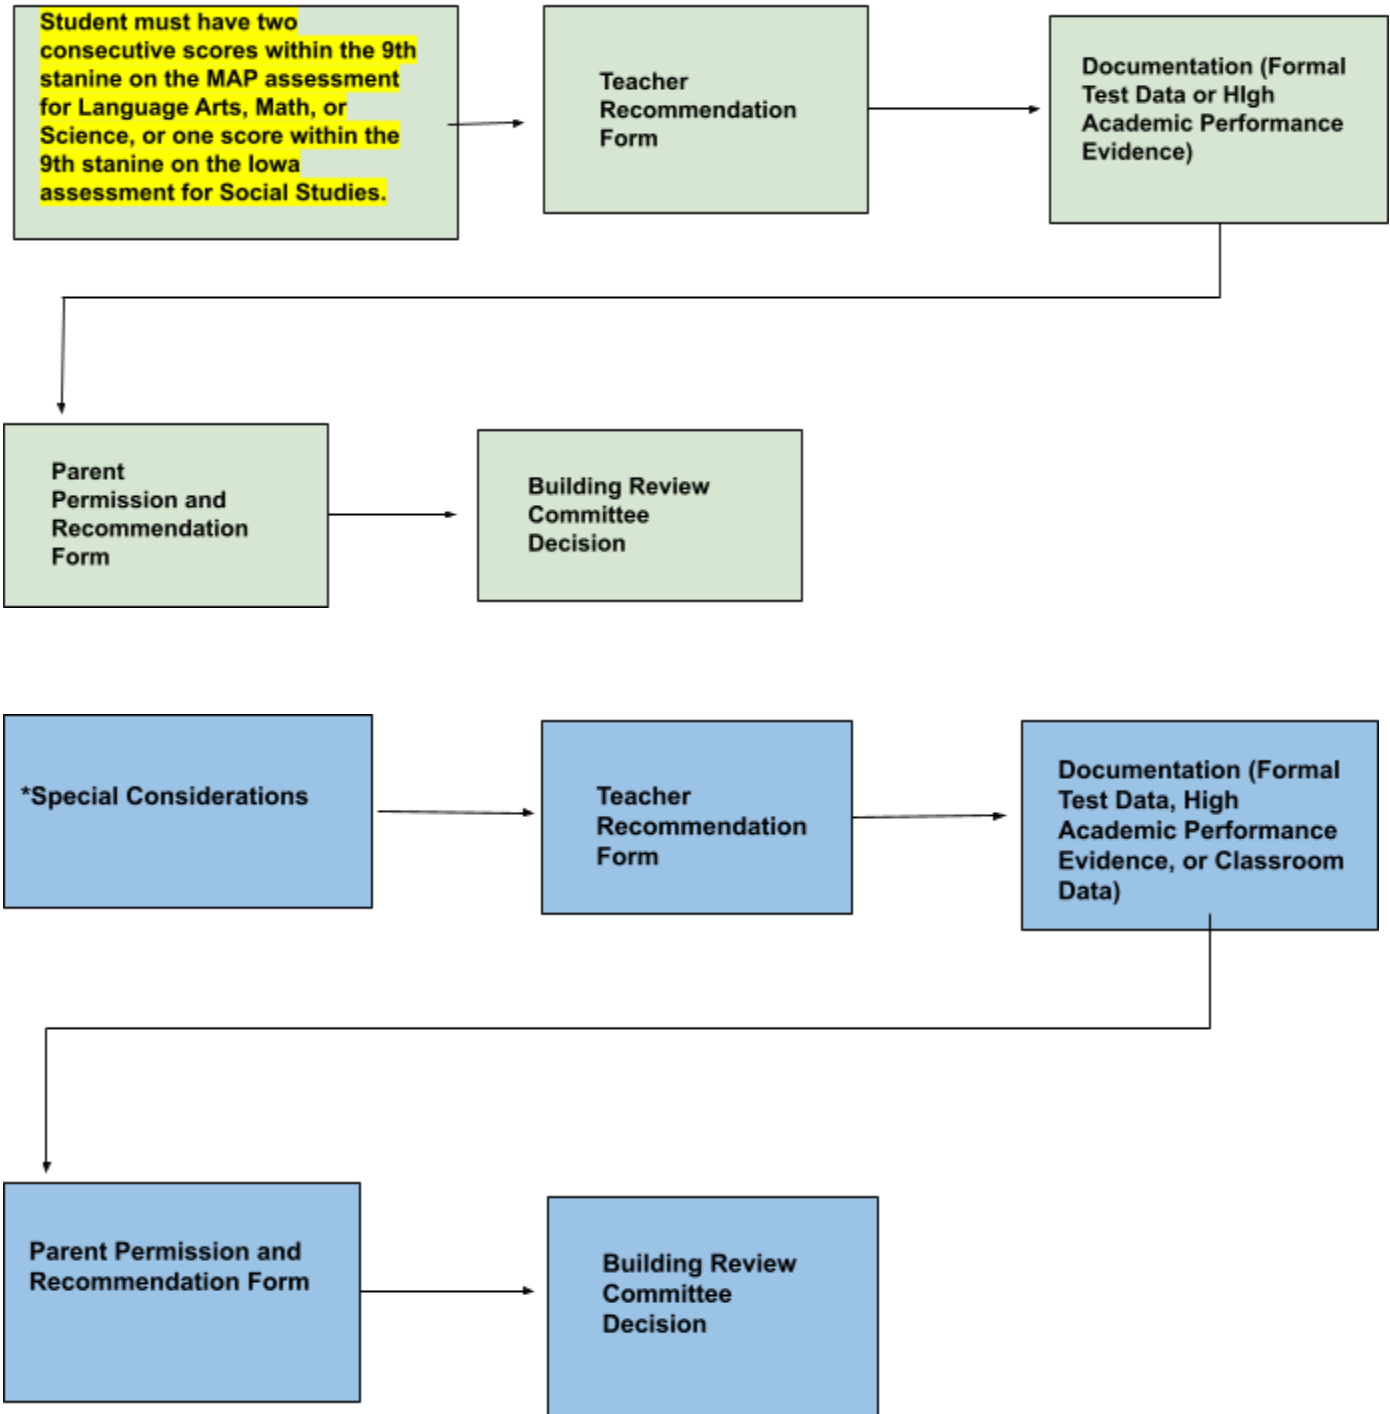 Student must have two
consecutive scores within the 9th
stanine on the MAP assessment
for Language Arts, Math, or
Science, or one score within the
9th stanine on the Iowa
assessment for Social Studies.
Teacher
Recommendation
Form
Documentation (Formal
Test Data or HIgh
Academic Performance
Evidence)
Parent
Permission and
Recommendation
Form
Building Review
Committee
Decision
*Special Considerations
Teacher
Recommendation
Form
Documentation (Formal
Test Data, High
Academic Performance
Evidence, or Classroom
Data)
Parent Permission and
Recommendation Form
Building Review
Committee
Decision